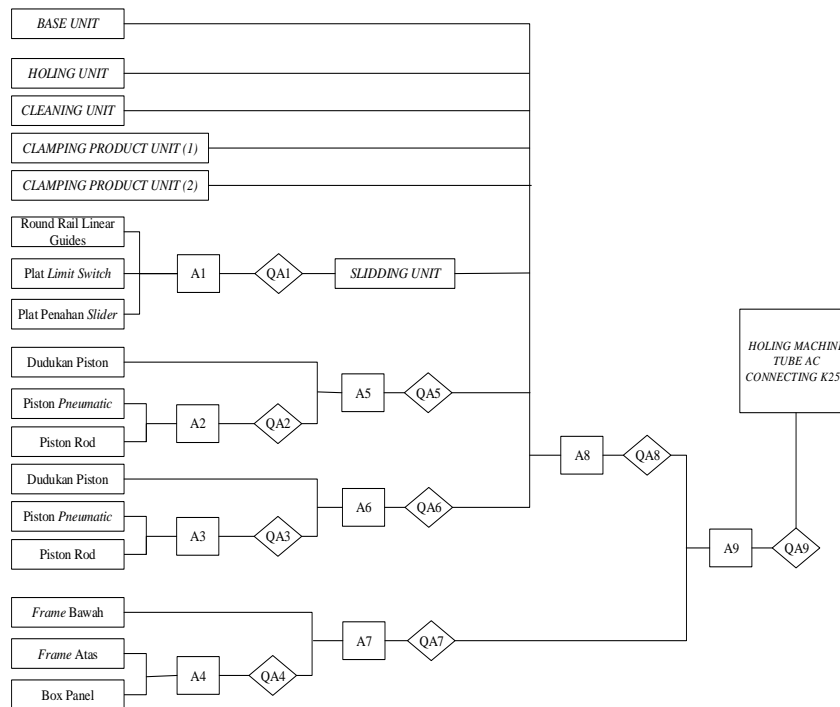 BASE UNIT
HOLING UNIT
CLEANING UNIT
CLAMPING PRODUCT UNIT (1)
CLAMPING PRODUCT UNIT (2)
Round Rail Linear
Guides
Plat Limit Switch
A1
QA1
SLIDDING UNIT
Plat Penahan Slider
HOLING MACHINE
TUBE AC
CONNECTING K25
Dudukan Piston
A5
QA5
Piston Pneumatic
A2
QA2
Piston Rod
A8
QA8
Dudukan Piston
A6
QA6
Piston Pneumatic
A3
QA3
Piston Rod
A9
QA9
Frame Bawah
A7
QA7
Frame Atas
A4
QA4
Box Panel